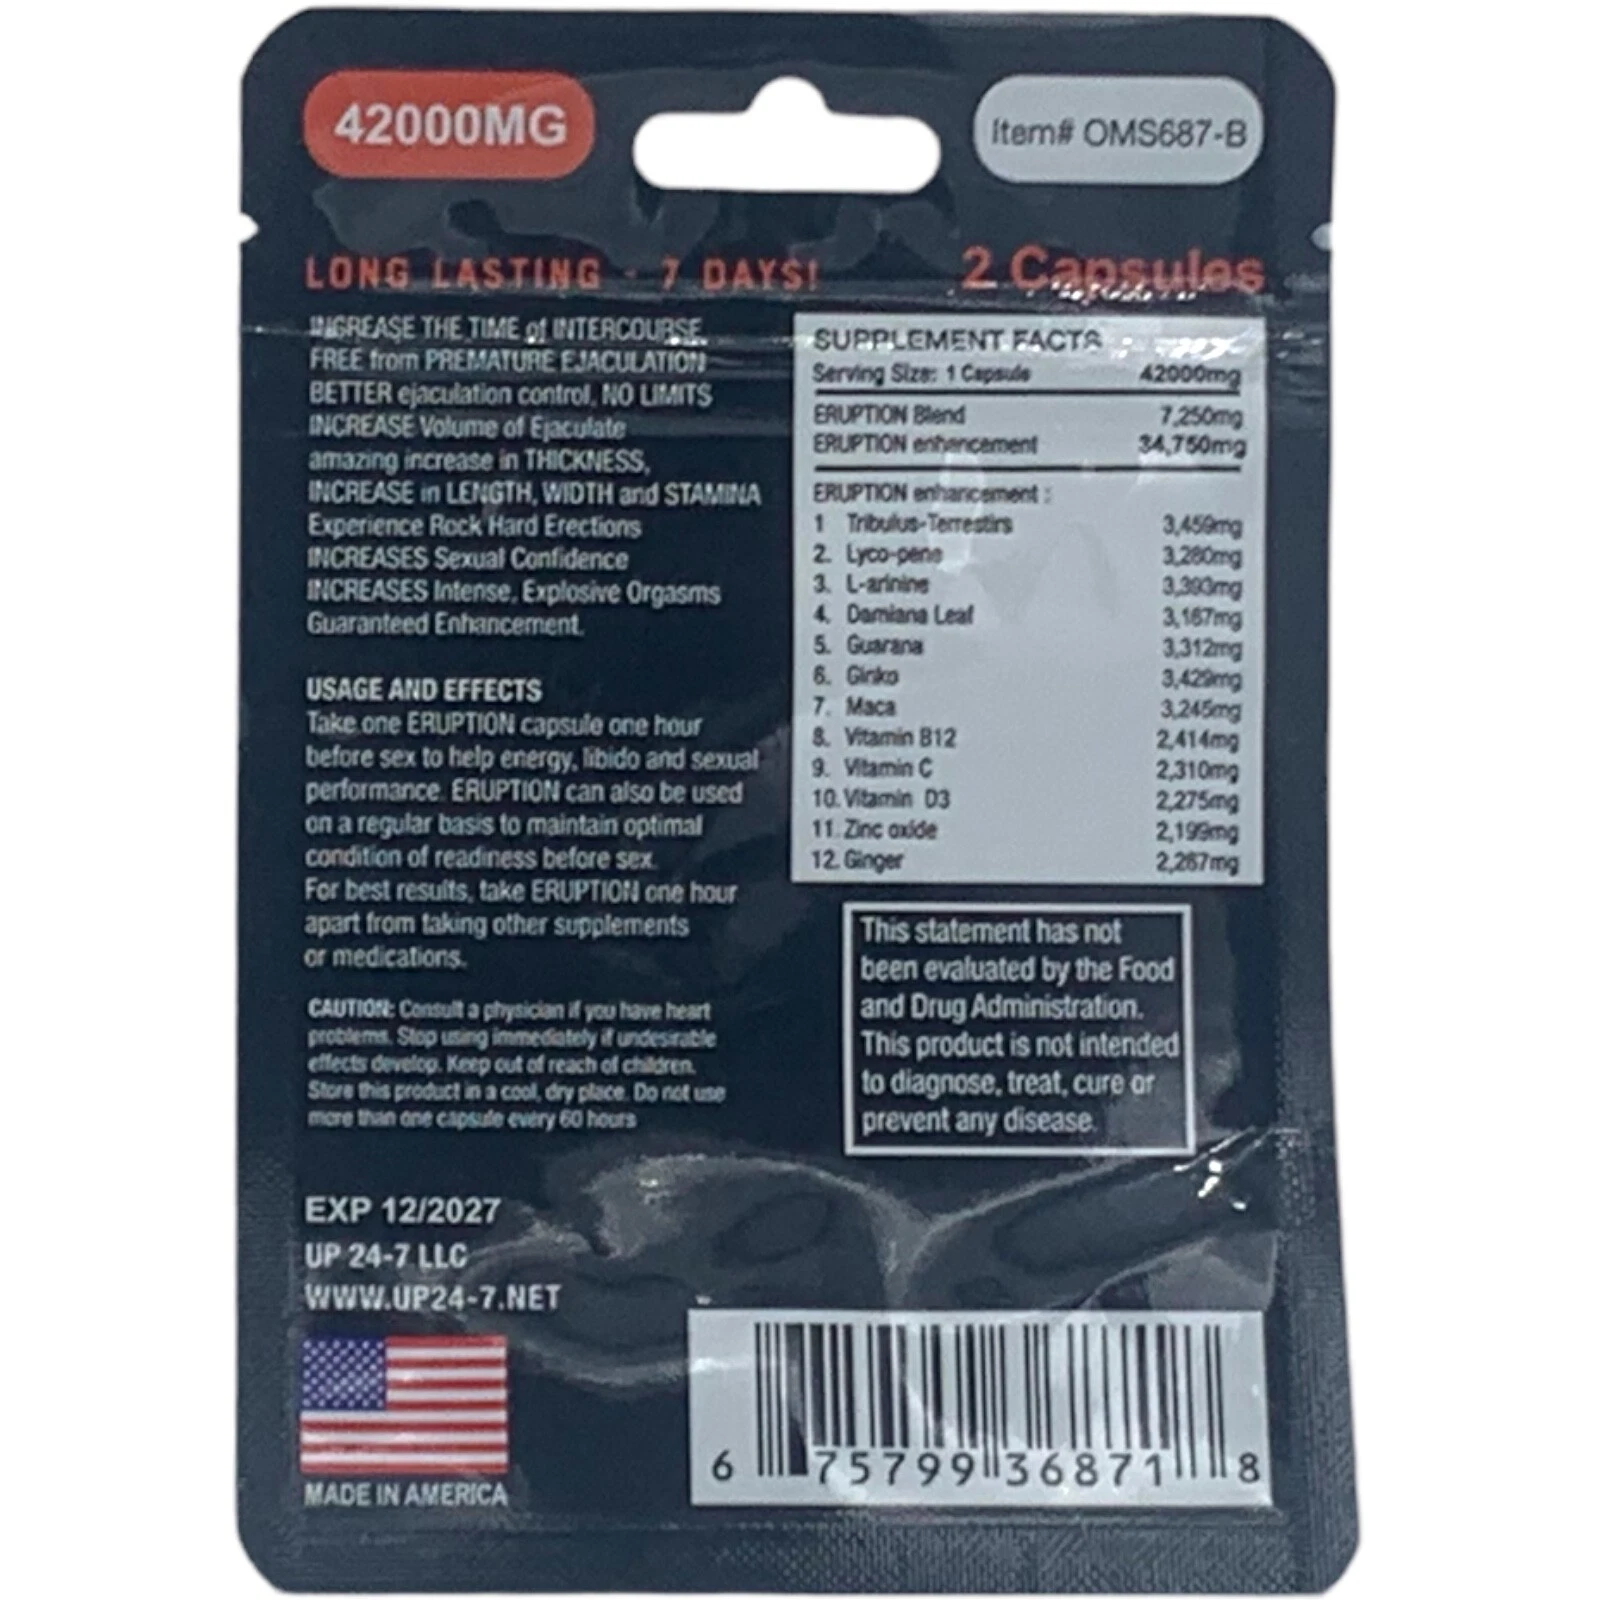 42000MG
Item# OMS687-B
LONG LASTING - 7 DAYS!
2 Capsules
INGREASE THE TIME of INTERCOURSE,
FREE from PREMATURE EJACULATION
BETTER ejaculation control, NO LIMITS
INCREASE Volume of Ejaculate
amazing increase in THICKNESS,
INCREASE in LENGTH, WIDTH and STAMINA
Experience Rock Hard Erections
INCREASES Sexual Confidence
INCREASES Intense, Explosive Orgasms
Guaranteed Enhancement.
USAGE AND EFFECTS
Take one ERUPTION capsule one hour
before sex to help energy, libido and sexual
performance. ERUPTION can also be used
on a regular basis to maintain optimal
condition of readiness before sex.
For best results, take ERUPTION one hour
apart from taking other supplements
or medications.
CAUTION: Consult a physician if you have heart
problems. Stop using immediately if undesirable
effects develop. Keep out of reach of children.
Store this product in a cool, dry place. Do not use
more than one capsule every 60 hours
EXP 12/2027
UP 24-7 LLC
WWW.UP24-7.NET
MADE IN AMERICA
SUPPLEMENT FACTS
Serving Size: 1 Capsule 42000mg
ERUPTION Blend 7,250mg
ERUPTION enhancement 34,750mg
ERUPTION enhancement :
1 Tribulus-Terrestirs 3,459mg
2. Lyco-pene 3,280mg
3. L-arinine 3,393mg
4. Damiana Leaf 3,167mg
5. Guarana 3,312mg
6. Ginko 3,429mg
7. Maca 3,245mg
8. Vitamin B12 2,414mg
9. Vitamin C 2,310mg
10. Vitamin D3 2,275mg
11. Zinc oxide 2,199mg
12. Ginger 2,267mg
This statement has not
been evaluated by the Food
and Drug Administration.
This product is not intended
to diagnose, treat, cure or
prevent any disease.
6 75799 36871 8